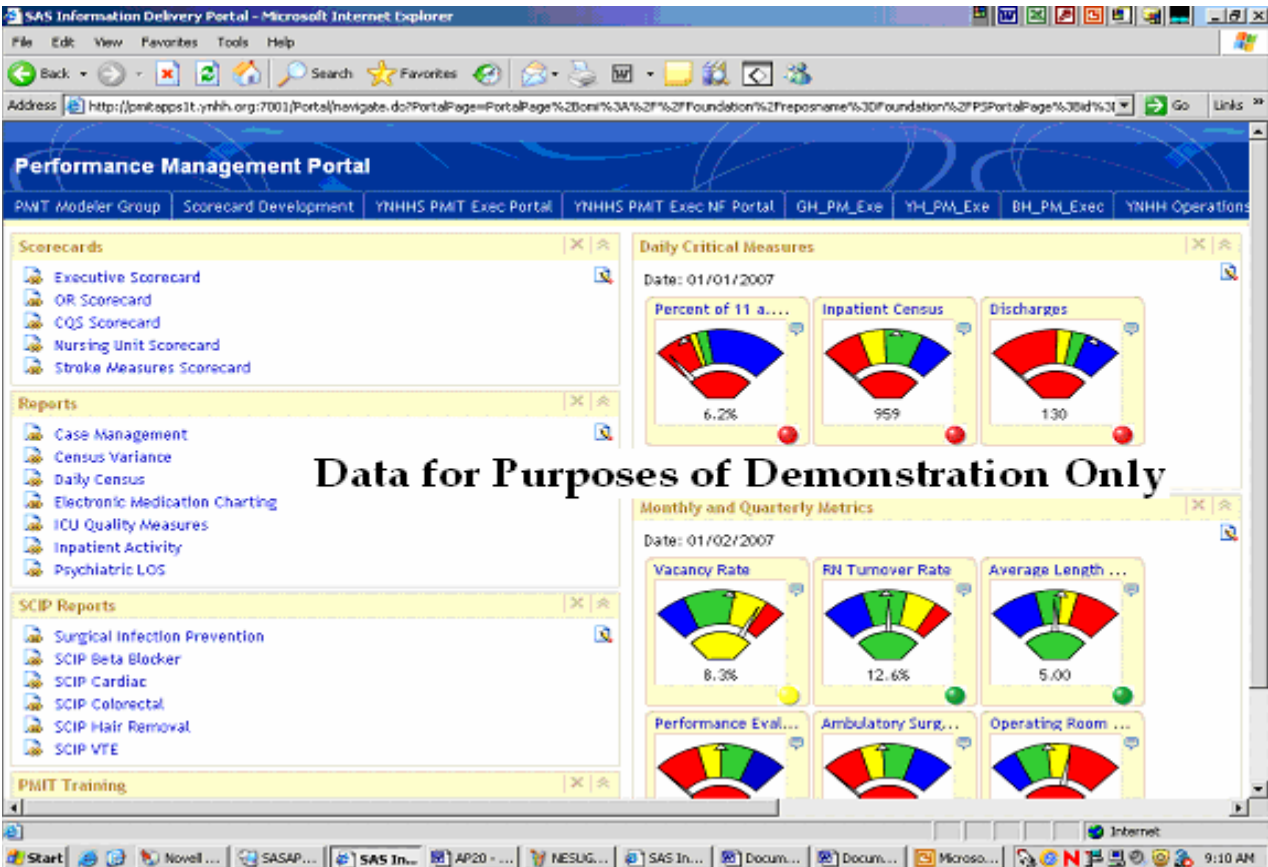 SAS Information Delivery Portal - Microsoft Internet Explorer
File Edit View Favorites Tools Help
Back Search Favorites
Address http://pmitapps1t.ynhh.org:7001/Portal/navigate.do?PortalPage=PortalPage%2Bomi%3A%2F%2FFoundation%2Freposname%3DFoundation%2FPSPortalPage%3Bid%3 Go Links »
Performance Management Portal
PMIT Modeler Group Scorecard Development YNHHS PMIT Exec Portal YNHHS PMIT Exec NF Portal GH_PM_Exe YH_PM_Exe BH_PM_Exec YNHH Operations
Scorecards
Executive Scorecard
OR Scorecard
CQS Scorecard
Nursing Unit Scorecard
Stroke Measures Scorecard
Reports
Case Management
Census Variance
Daily Census
Electronic Medication Charting
ICU Quality Measures
Inpatient Activity
Psychiatric LOS
SCIP Reports
Surgical Infection Prevention
SCIP Beta Blocker
SCIP Cardiac
SCIP Colorectal
SCIP Hair Removal
SCIP VTE
PMIT Training
Daily Critical Measures
Date: 01/01/2007
Percent of 11 a.... Inpatient Census Discharges
6.2% 959 130
Data for Purposes of Demonstration Only
Monthly and Quarterly Metrics
Date: 01/02/2007
Vacancy Rate RN Turnover Rate Average Length ...
8.3% 12.6% 5.00
Performance Eval... Ambulatory Surg... Operating Room ...
Internet
Start Novell ... SASAP... SAS In... AP20 - ... NESUG... SAS In... Docum... Docum... Microso... 9:10 AM